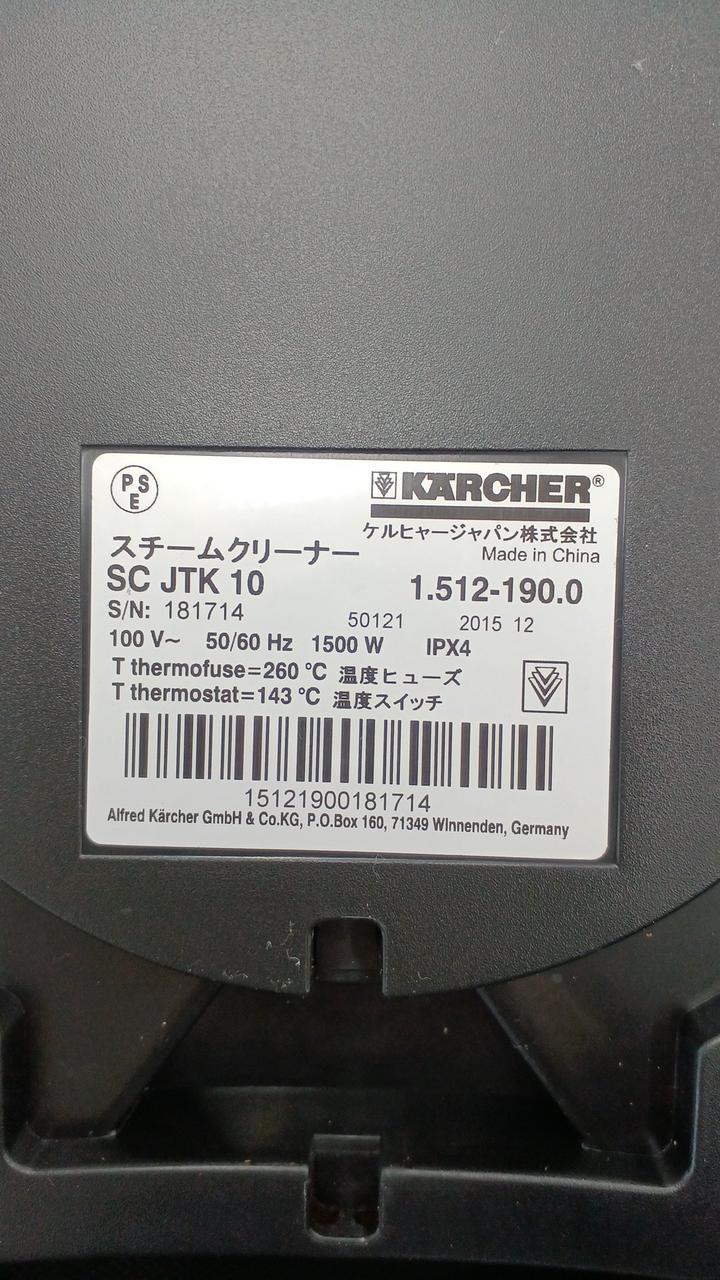 PSE
KÄRCHER®
ケルヒャージャパン株式会社
Made in China
スチームクリーナー
SC JTK 10
1.512-190.0
S/N: 181714
50121
2015 12
100 V~ 50/60 Hz 1500 W IPX4
T thermofuse=260 °C 温度ヒューズ
T thermostat=143 °C 温度スイッチ
15121900181714
Alfred Kärcher GmbH & Co.KG, P.O.Box 160, 71349 Winnenden, Germany